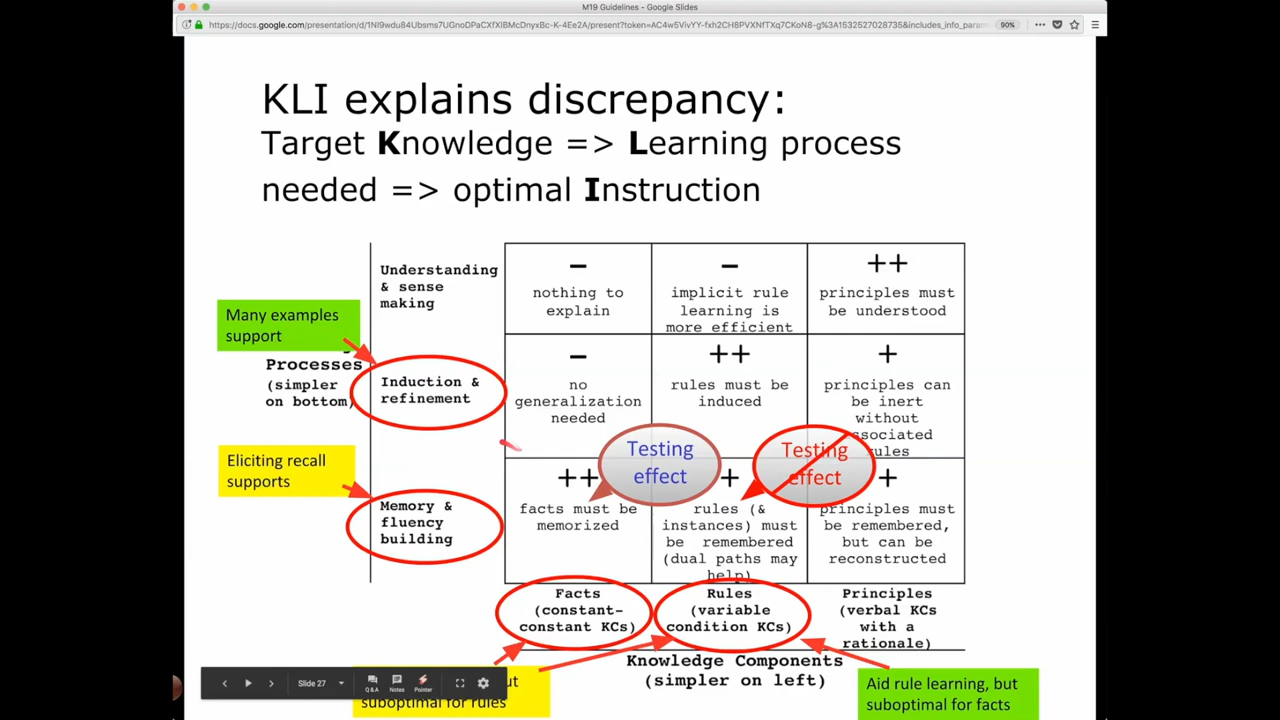 M19 Guidelines - Google Slides
90%
KLI explains discrepancy:
Target Knowledge => Learning process
needed => optimal Instruction
Understanding
& sense
making
–
nothing to
explain
–
implicit rule
learning is
more efficient
++
principles must
be understood
Many examples
support
Processes
(simpler
on bottom)
Induction &
refinement
–
no
generalization
needed
++
rules must be
induced
+
principles can
be inert
without
associated
rules
Testing
effect
Testing
effect
Eliciting recall
supports
Memory &
fluency
building
++
facts must be
memorized
+
rules (&
instances) must
be remembered
(dual paths may
help)
+
principles must
be remembered,
but can be
reconstructed
Facts
(constant-
constant KCs)
Rules
(variable
condition KCs)
Principles
(verbal KCs
with a
rationale)
Knowledge Components
(simpler on left)
Slide 27
Q & A
Notes
Pointer
suboptimal for rules
Aid rule learning, but
suboptimal for facts